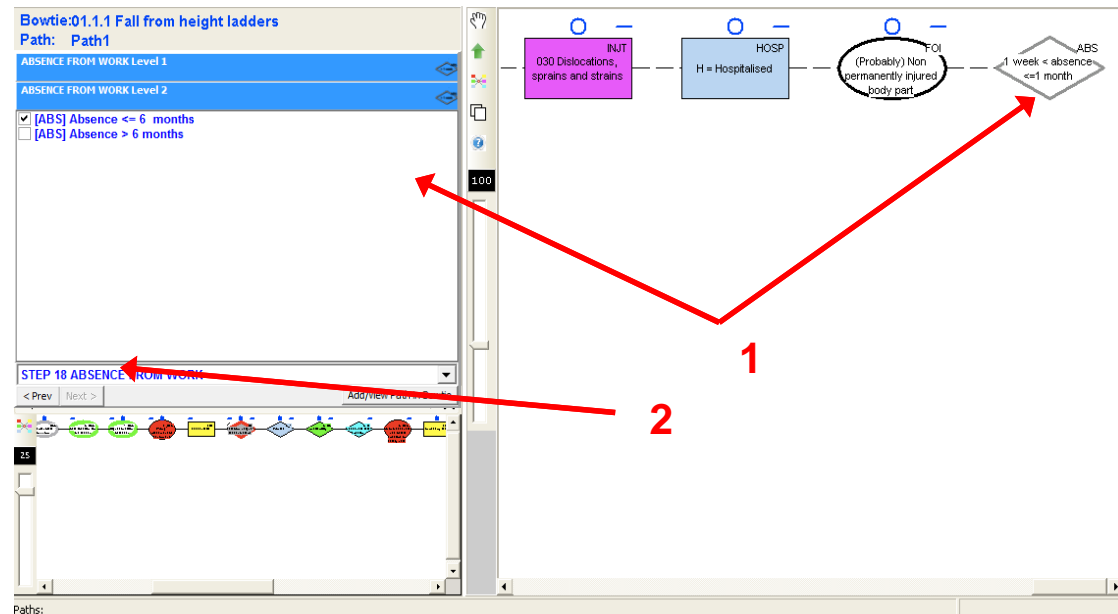 Bowtie:01.1.1 Fall from height ladders
Path: Path1
ABSENCE FROM WORK Level 1
ABSENCE FROM WORK Level 2
[ABS] Absence <= 6 months
[ABS] Absence > 6 months
STEP 18 ABSENCE FROM WORK
< Prev Next >
Add/View Path in
25
Paths:
100
INJT
030 Dislocations,
sprains and strains
HOSP
H = Hospitalised
FOI
(Probably) Non
permanently injured
body part
ABS
1 week < absence
<=1 month
1
2